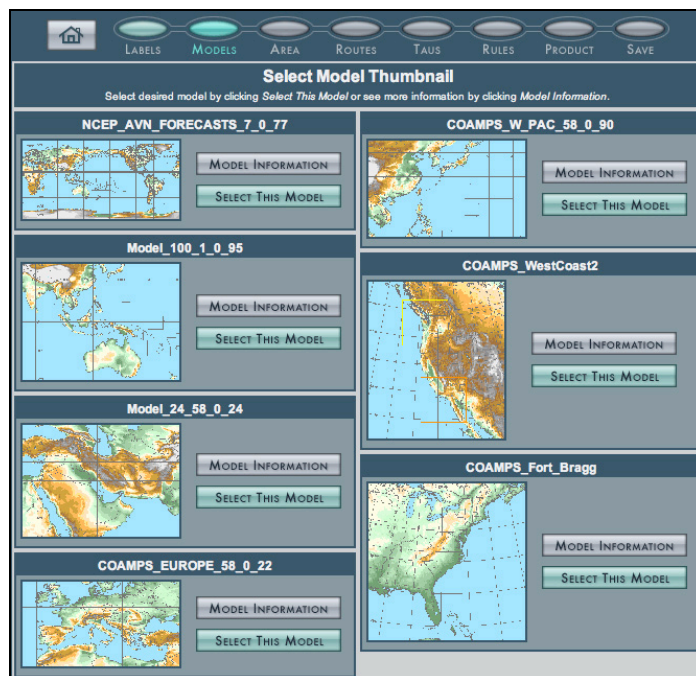 LABELS
MODELS
AREA
ROUTES
TAUS
RULES
PRODUCT
SAVE
Select Model Thumbnail
Select desired model by clicking Select This Model or see more information by clicking Model Information.
NCEP_AVN_FORECASTS_7_0_77
MODEL INFORMATION
SELECT THIS MODEL
Model_100_1_0_95
MODEL INFORMATION
SELECT THIS MODEL
Model_24_58_0_24
MODEL INFORMATION
SELECT THIS MODEL
COAMPS_EUROPE_58_0_22
MODEL INFORMATION
SELECT THIS MODEL
COAMPS_W_PAC_58_0_90
MODEL INFORMATION
SELECT THIS MODEL
COAMPS_WestCoast2
MODEL INFORMATION
SELECT THIS MODEL
COAMPS_Fort_Bragg
MODEL INFORMATION
SELECT THIS MODEL